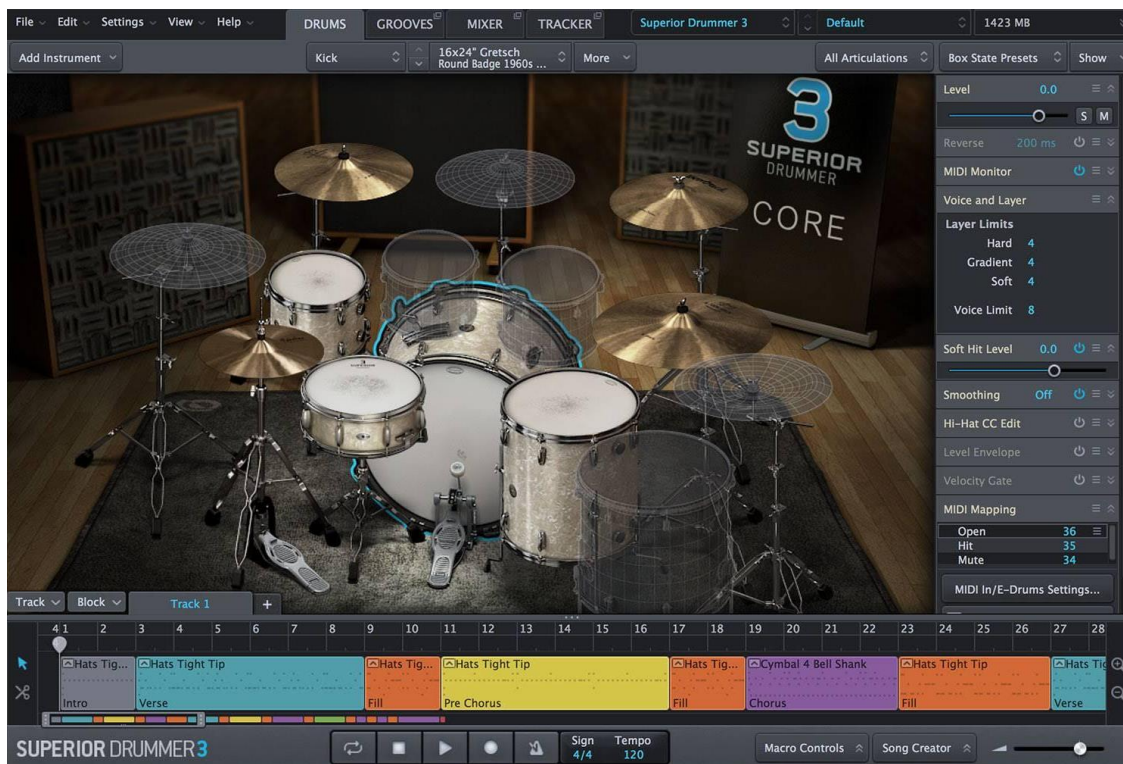 File Edit Settings View Help DRUMS GROOVES MIXER TRACKER Superior Drummer 3 Default 1423 MB
Add Instrument Kick 16x24" Gretsch Round Badge 1960s ... More All Articulations Box State Presets Show
3
SUPERIOR
DRUMMER
CORE
Level 0.0
S M
Reverse 200 ms
MIDI Monitor
Voice and Layer
Layer Limits
Hard 4
Gradient 4
Soft 4
Voice Limit 8
Soft Hit Level 0.0
Smoothing Off
Hi-Hat CC Edit
Level Envelope
Velocity Gate
MIDI Mapping
Open 36
Hit 35
Mute 34
MIDI In/E-Drums Settings...
Track Block Track 1 +
4 1 2 3 4 5 6 7 8 9 10 11 12 13 14 15 16 17 18 19 20 21 22 23 24 25 26 27 28
Hats Tig... Hats Tight Tip Hats Tig... Hats Tight Tip Hats Tig... Cymbal 4 Bell Shank Hats Tight Tip Hats Tig
Intro Verse Fill Pre Chorus Fill Chorus Fill Verse
SUPERIOR DRUMMER 3 Sign 4/4 Tempo 120 Macro Controls Song Creator